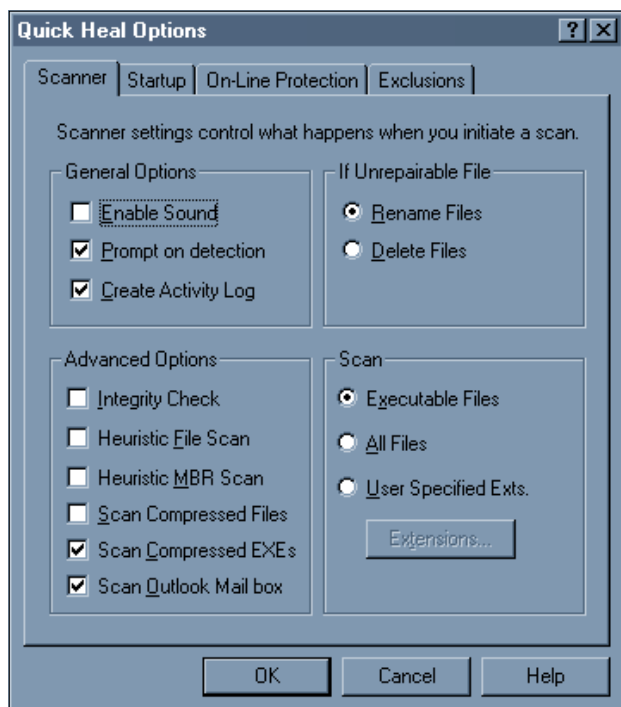 Quick Heal Options
Scanner Startup On-Line Protection Exclusions
Scanner settings control what happens when you initiate a scan.
General Options
Enable Sound
Prompt on detection
Create Activity Log
If Unrepairable File
Rename Files
Delete Files
Advanced Options
Integrity Check
Heuristic File Scan
Heuristic MBR Scan
Scan Compressed Files
Scan Compressed EXEs
Scan Outlook Mail box
Scan
Executable Files
All Files
User Specified Exts.
Extensions...
OK Cancel Help